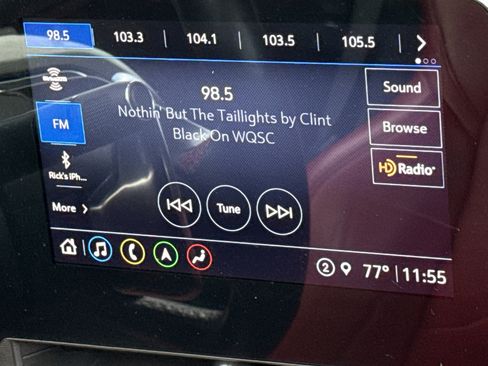 98.5 103.3 104.1 103.5 105.5
SiriusXM
98.5
Sound
Nothin' But The Taillights by Clint
Black On WQSC
FM
Browse
HD Radio
Rick's iPh...
More
Tune
2 77° 11:55